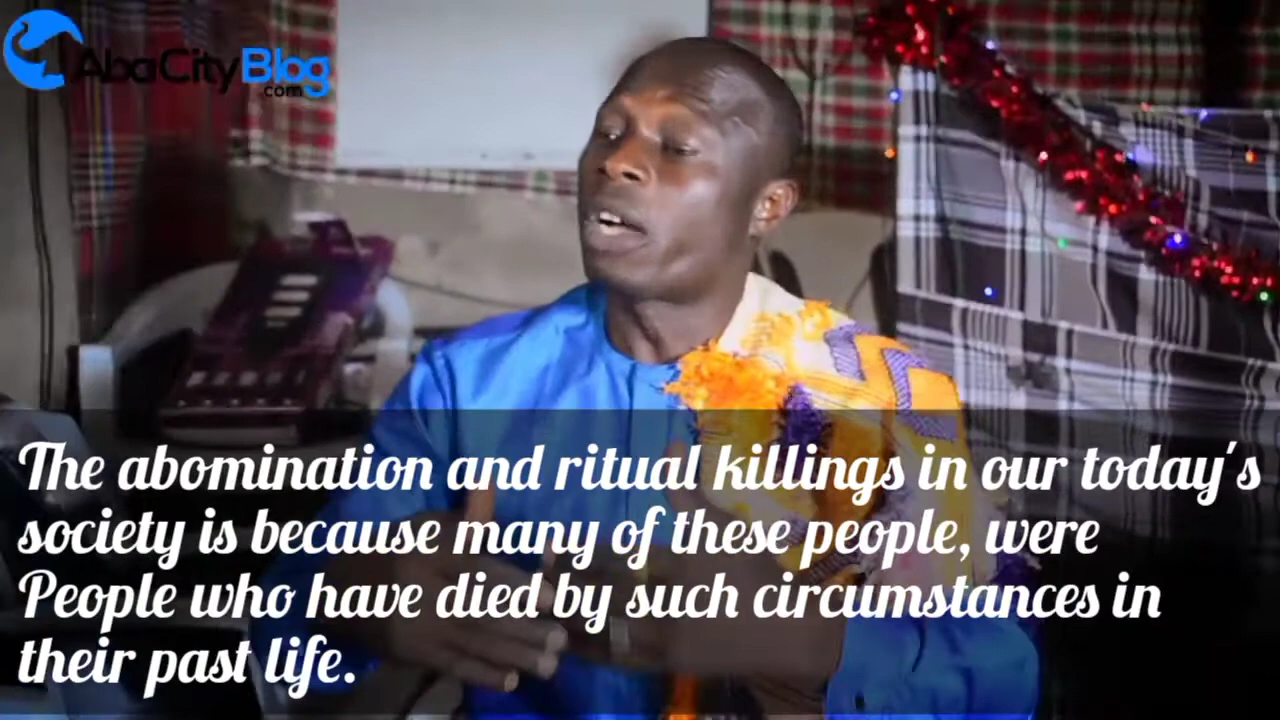 AbaCityBlog
.com
The abomination and ritual killings in our today's
society is because many of these people, were
People who have died by such circumstances in
their past life.